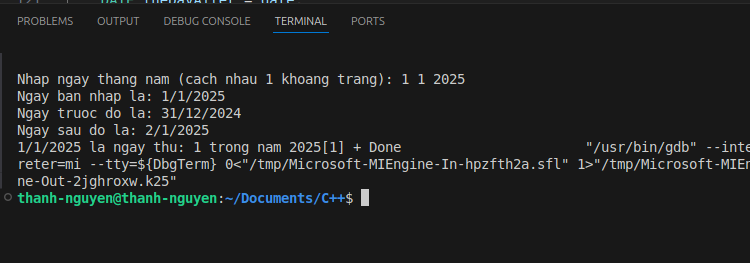 DATE theDayAfter = date
PROBLEMS OUTPUT DEBUG CONSOLE TERMINAL PORTS
Nhap ngay thang nam (cach nhau 1 khoang trang): 1 1 2025
Ngay ban nhap la: 1/1/2025
Ngay truoc do la: 31/12/2024
Ngay sau do la: 2/1/2025
1/1/2025 la ngay thu: 1 trong nam 2025[1] + Done "/usr/bin/gdb" --inte
reter=mi --tty=${DbgTerm} 0<"/tmp/Microsoft-MIEngine-In-hpzfth2a.sfl" 1>"/tmp/Microsoft-MIEng
ne-Out-2jghroxw.k25"
thanh-nguyen@thanh-nguyen:~/Documents/C++$